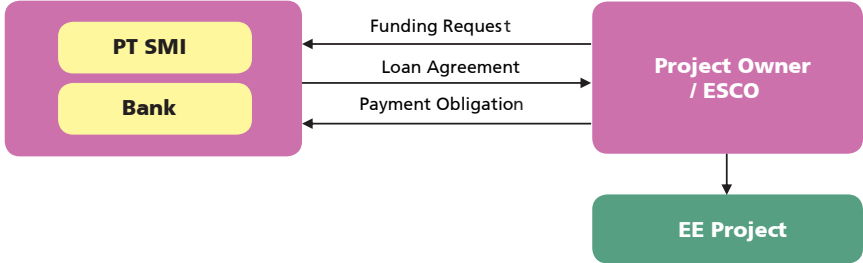 PT SMI
Bank
Funding Request
Loan Agreement
Payment Obligation
Project Owner
/ ESCO
EE Project